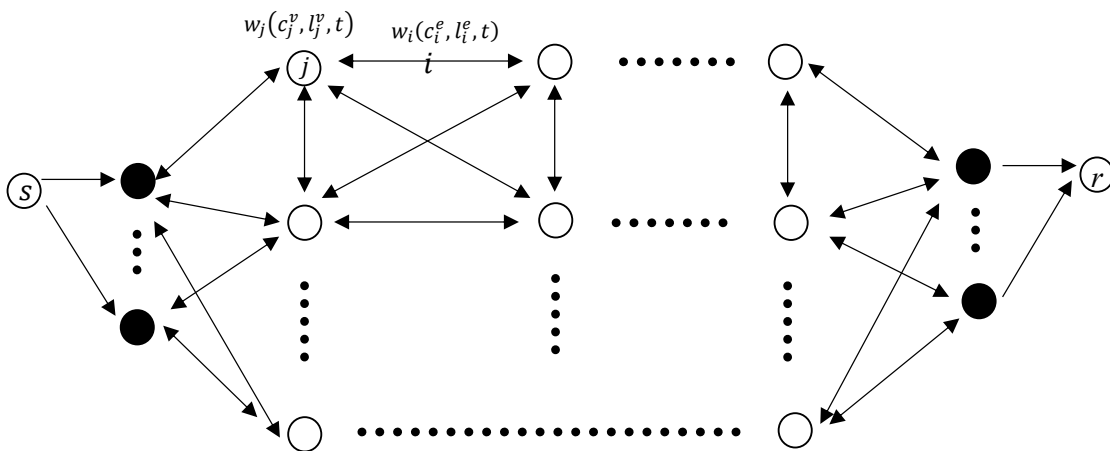 w_j(c_j^v, l_j^v, t)
w_i(c_i^e, l_i^e, t)
j
i
s
r